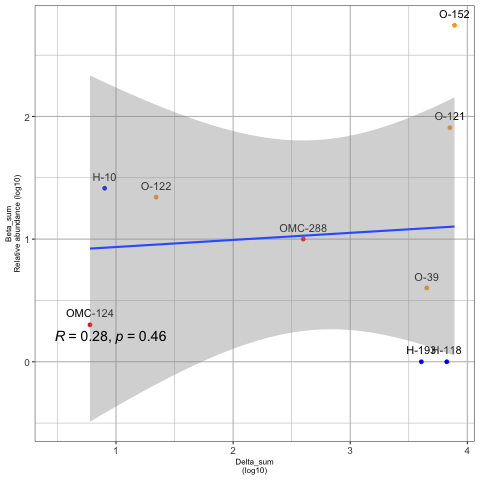 O-152
2
O-121
H-10
O-122
OMC-288
Beta_sum
Relative abundance (log10)
1
O-39
OMC-124
R = 0.28, p = 0.46
H-193
H-118
0
1
2
3
4
Delta_sum
(log10)